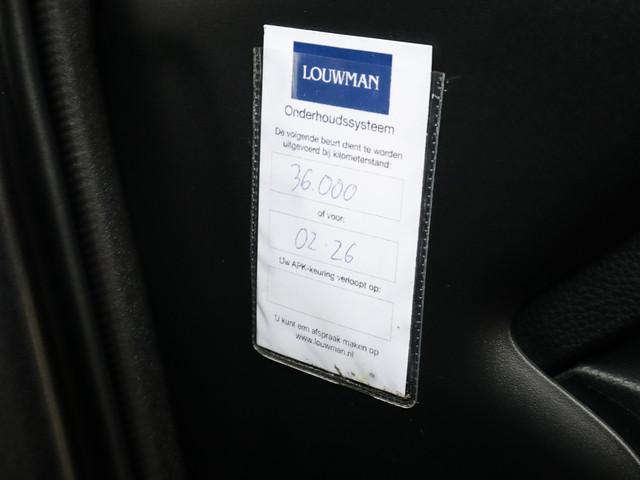 LOUWMAN
Onderhoudssysteem
De volgende beurt dient te worden
uitgevoerd bij kilometerstand:
36.000
of voor:
02-26
Uw APK-keuring verloopt op:
U kunt een afspraak maken op
www.louwman.nl